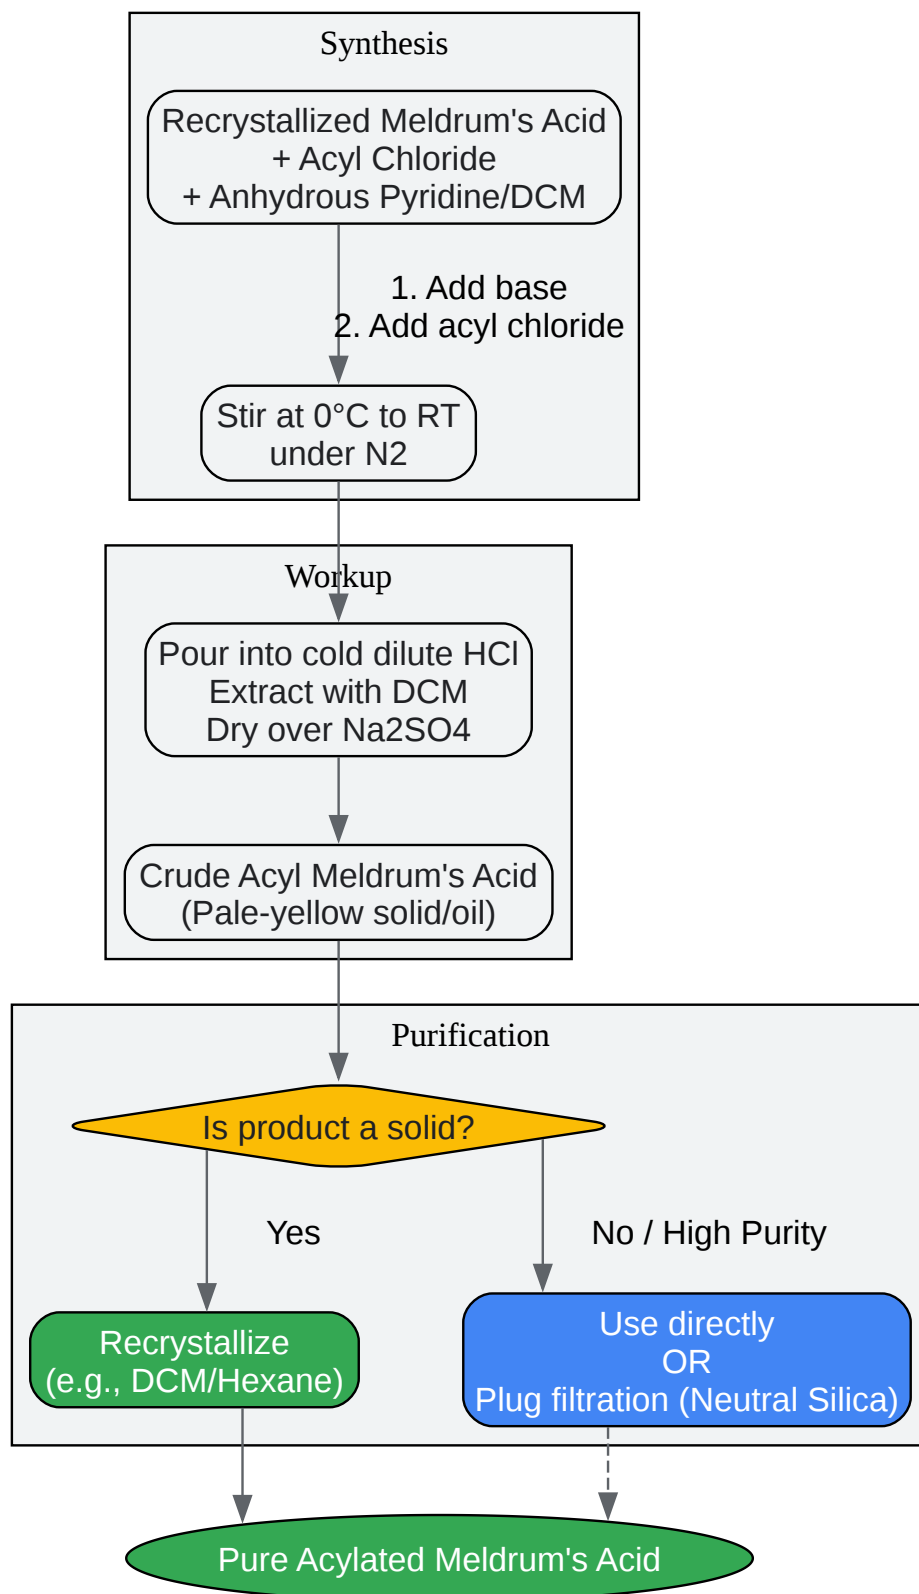 Synthesis
Recrystallized Meldrum's Acid
+ Acyl Chloride
+ Anhydrous Pyridine/DCM
1. Add base
2. Add acyl chloride
Stir at 0°C to RT
under N2
Workup
Pour into cold dilute HCl
Extract with DCM
Dry over Na2SO4
Crude Acyl Meldrum's Acid
(Pale-yellow solid/oil)
Purification
Is product a solid?
Yes
No / High Purity
Recrystallize
(e.g., DCM/Hexane)
Use directly
OR
Plug filtration (Neutral Silica)
Pure Acylated Meldrum's Acid